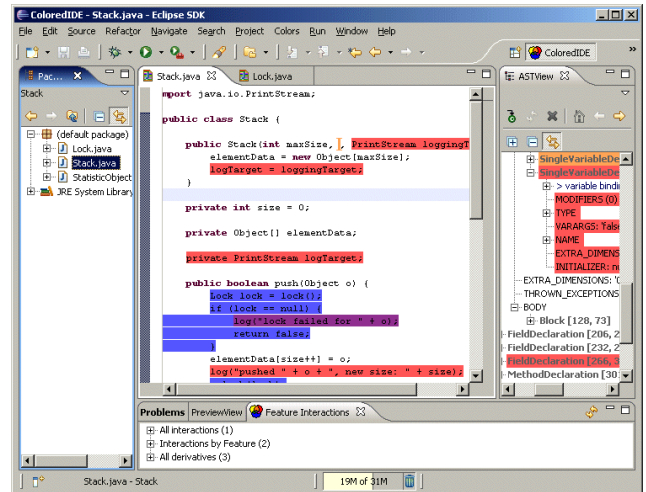 ColoredIDE - Stack.java - Eclipse SDK
File Edit Source Refactor Navigate Search Project Colors Run Window Help
ColoredIDE »
Pac...
Stack
(default package)
Lock.java
Stack.java
StatisticObject
JRE System Library
Stack.java
Lock.java
mport java.io.PrintStream;
public class Stack {
public Stack(int maxSize, , PrintStream loggingT
elementData = new Object[maxSize];
logTarget = loggingTarget;
}
private int size = 0;
private Object[] elementData;
private PrintStream logTarget;
public boolean push(Object o) {
Lock lock = lock();
if (lock == null) {
log("lock failed for " + o);
return false;
}
elementData[size++] = o;
log("pushed " + o + ", new size: " + size);
ASTView
SingleVariableDe
SingleVariableDe
> variable bindin
MODIFIERS (0)
TYPE
VARARGS: 'false
NAME
EXTRA_DIMENS
INITIALIZER: nu
EXTRA_DIMENSIONS: '0
THROWN_EXCEPTIONS
BODY
Block [128, 73]
FieldDeclaration [206, 2
FieldDeclaration [232, 2
FieldDeclaration [266, 3
MethodDeclaration [301
Problems PreviewView Feature Interactions
All interactions (1)
Interactions by Feature (2)
All derivatives (3)
Stack.java - Stack
19M of 31M